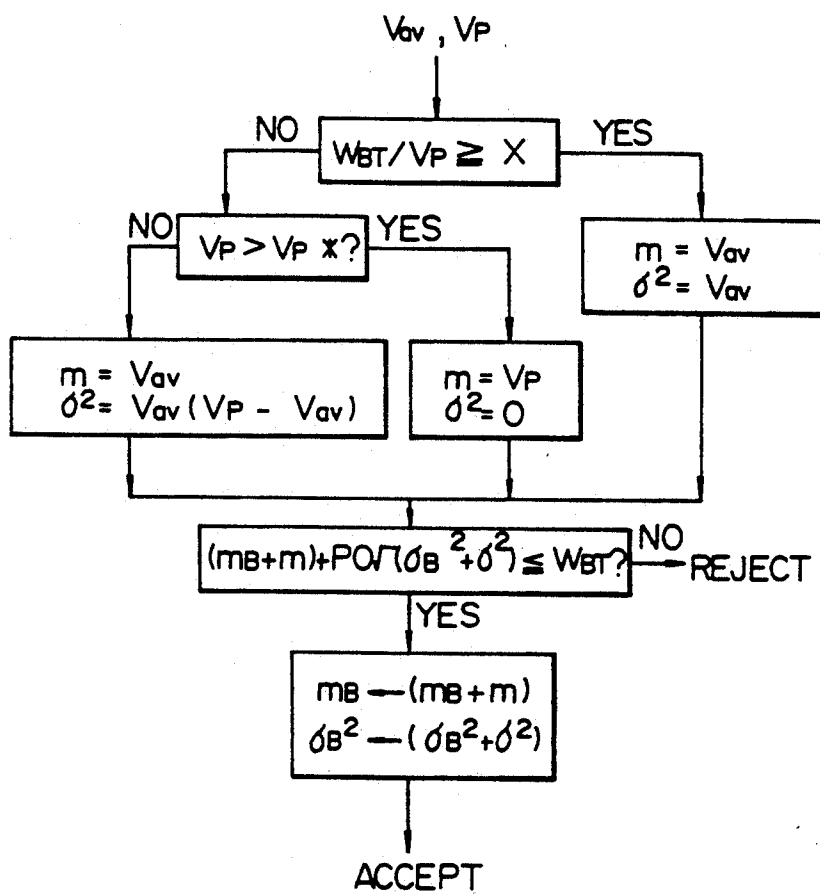 Vav , VP
NO
YES
WBT/VP ≧ X
NO
YES
VP > VP *?
m = Vav
σ² = Vav
m = Vav
σ² = Vav (VP - Vav)
m = VP
σ² = 0
(mB+m)+PO√(σB²+σ²) ≦ WBT?
NO
REJECT
YES
mB ← (mB+m)
σB² ← (σB²+σ²)
ACCEPT